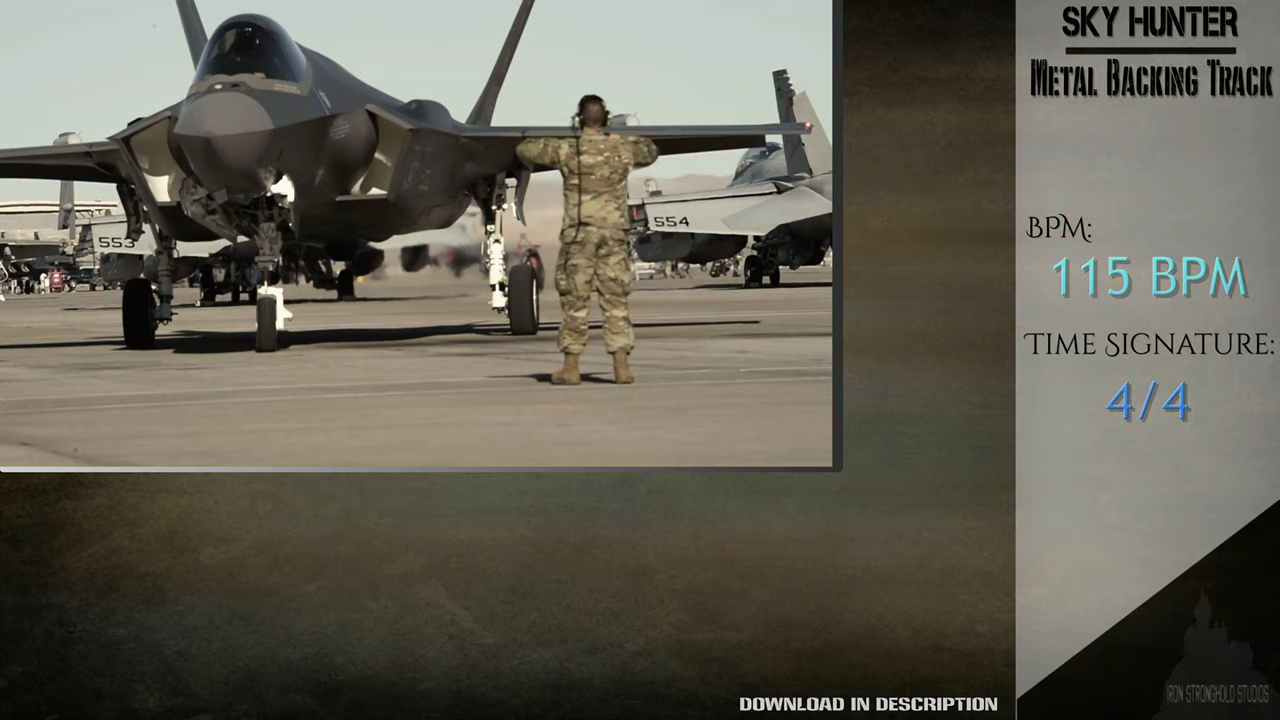 SKY HUNTER
METAL BACKING TRACK
553
554
BPM:
115 BPM
TIME SIGNATURE:
4/4
IRON STRONGHOLD STUDIOS
DOWNLOAD IN DESCRIPTION